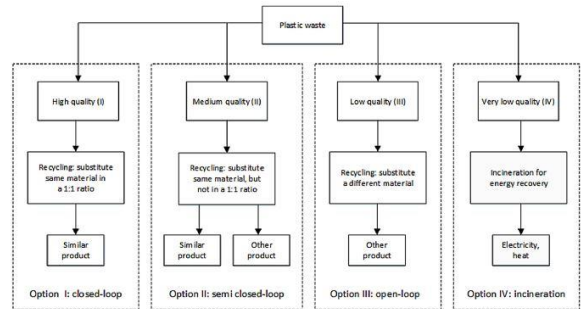 Plastic waste
High quality (I)
Medium quality (II)
Low quality (III)
Very low quality (IV)
Recycling: substitute
same material in
a 1:1 ratio
Recycling: substitute
same material, but
not in a 1:1 ratio
Recycling: substitute
a different material
Incineration for
energy recovery
Similar
product
Similar
product
Other
product
Other
product
Electricity,
heat
Option I: closed-loop
Option II: semi closed-loop
Option III: open-loop
Option IV: incineration